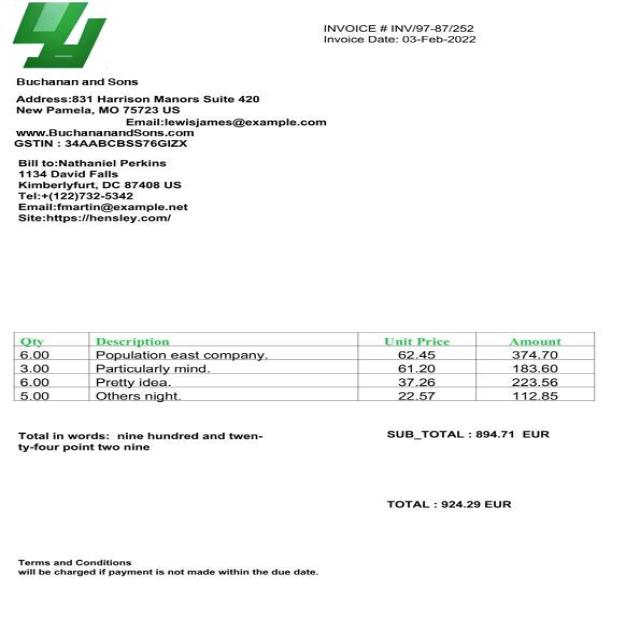 INVOICE # INV/97-87/252
Invoice Date: 03-Feb-2022
Buchanan and Sons
Address:831 Harrison Manors Suite 420
New Pamela, MO 75723 US
Email:lewisjames@example.com
www.BuchananandSons.com
GSTIN : 34AABCBSS76GIZX
Bill to:Nathaniel Perkins
1134 David Falls
Kimberlyfurt, DC 87408 US
Tel:+(122)732-5342
Email:fmartin@example.net
Site:https://hensley.com/
Qty Description Unit Price Amount
6.00 Population east company. 62.45 374.70
3.00 Particularly mind. 61.20 183.60
6.00 Pretty idea. 37.26 223.56
5.00 Others night. 22.57 112.85
Total in words: nine hundred and twen-
ty-four point two nine
SUB_TOTAL : 894.71 EUR
TOTAL : 924.29 EUR
Terms and Conditions
will be charged if payment is not made within the due date.